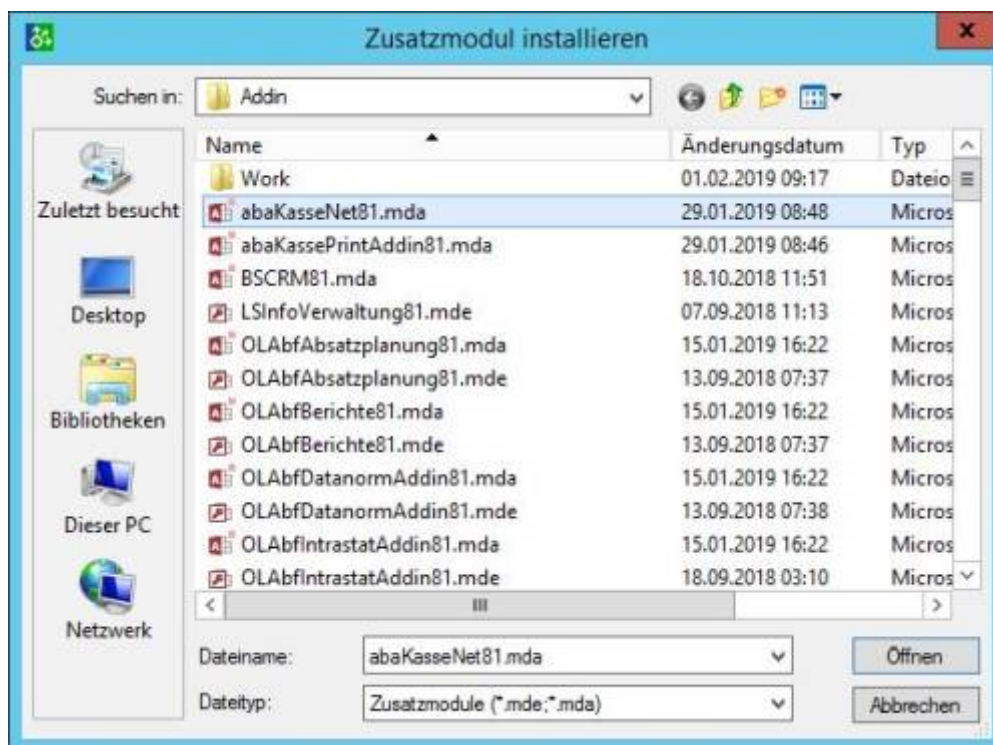 Zusatzmodul installieren
x
Suchen in: Addin
Name Änderungsdatum Typ
Work 01.02.2019 09:17 Dateio
abaKasseNet81.mda 29.01.2019 08:48 Micros
abaKassePrintAddin81.mda 29.01.2019 08:46 Micros
BSCRM81.mda 18.10.2018 11:51 Micros
LSInfoVerwaltung81.mde 07.09.2018 11:13 Micros
OLAbfAbsatzplanung81.mda 15.01.2019 16:22 Micros
OLAbfAbsatzplanung81.mde 13.09.2018 07:37 Micros
OLAbfBerichte81.mda 15.01.2019 16:22 Micros
OLAbfBerichte81.mde 13.09.2018 07:37 Micros
OLAbfDatanormAddin81.mda 15.01.2019 16:22 Micros
OLAbfDatanormAddin81.mde 13.09.2018 07:38 Micros
OLAbfIntrastatAddin81.mda 15.01.2019 16:22 Micros
OLAbfIntrastatAddin81.mde 18.09.2018 03:10 Micros
Zuletzt besucht
Desktop
Bibliotheken
Dieser PC
Netzwerk
Dateiname: abaKasseNet81.mda Öffnen
Dateityp: Zusatzmodule (*.mde;*.mda) Abbrechen